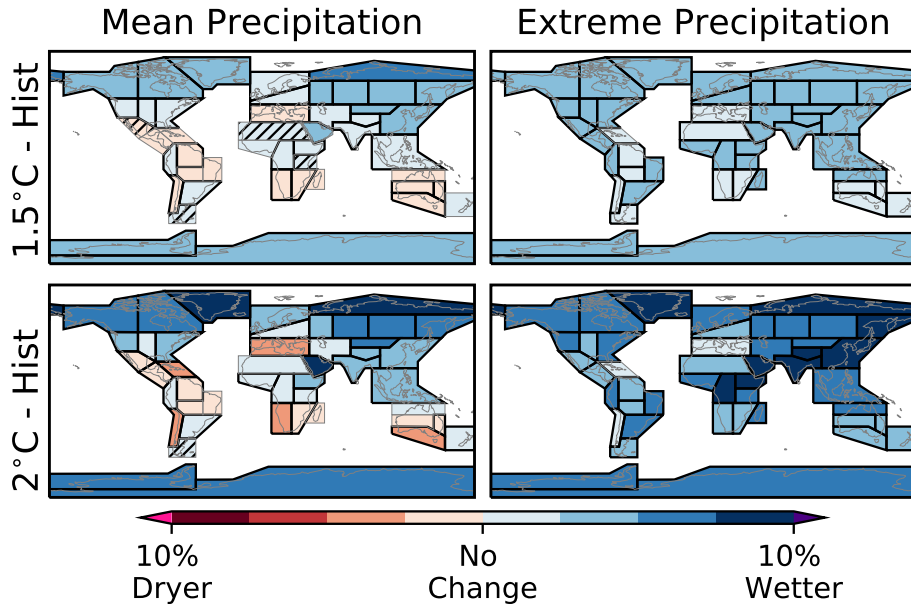 Mean Precipitation
Extreme Precipitation
1.5°C - Hist
2°C - Hist
10%
Dryer
No
Change
10%
Wetter